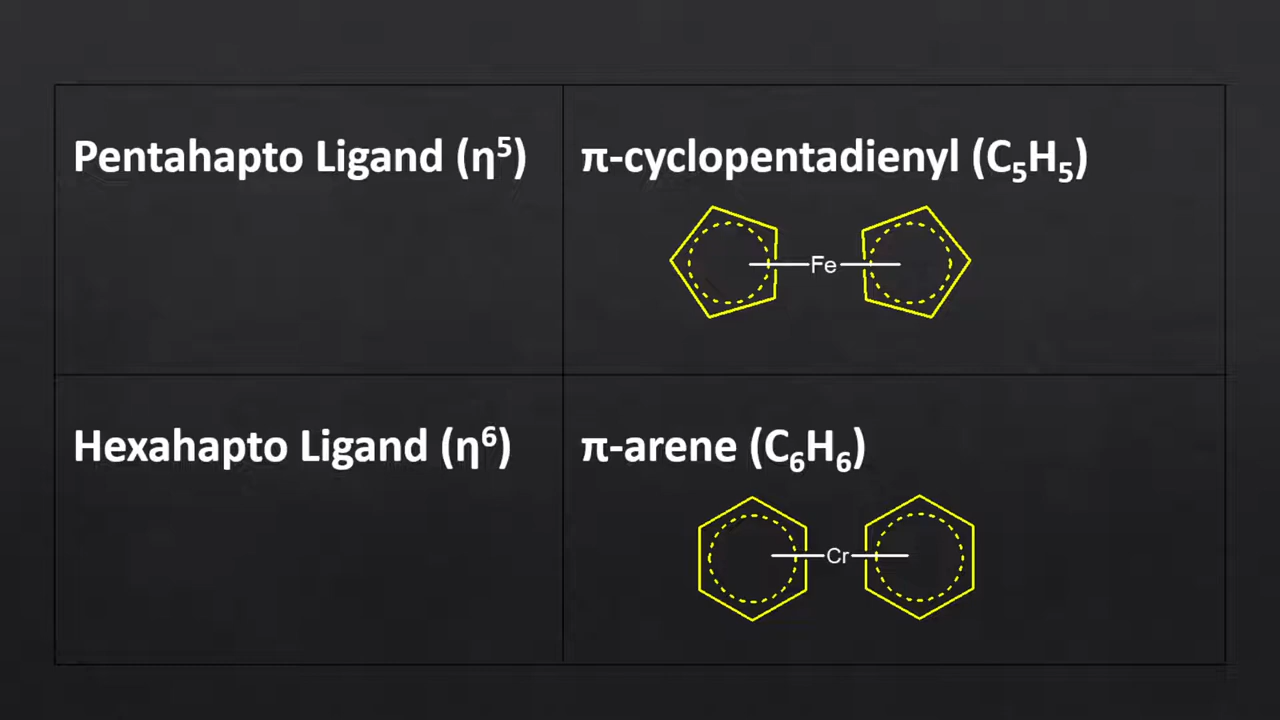 Pentahapto Ligand (η⁵)
π-cyclopentadienyl (C₅H₅)
Fe
Hexahapto Ligand (η⁶)
π-arene (C₆H₆)
Cr